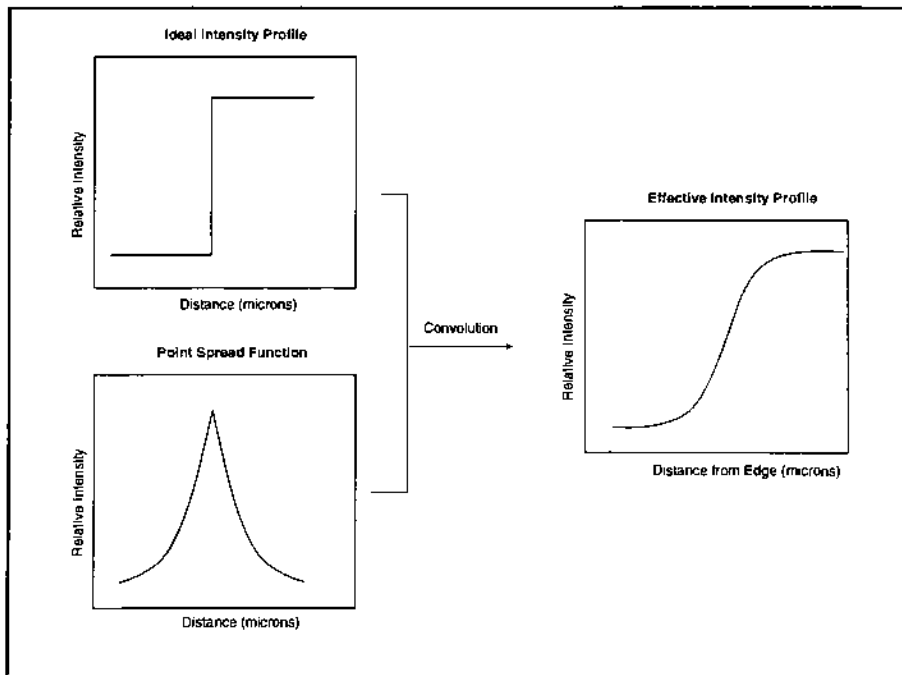 Ideal Intensity Profile
Relative Intensity
Distance (microns)
Point Spread Function
Relative Intensity
Distance (microns)
Convolution
Effective Intensity Profile
Relative Intensity
Distance from Edge (microns)